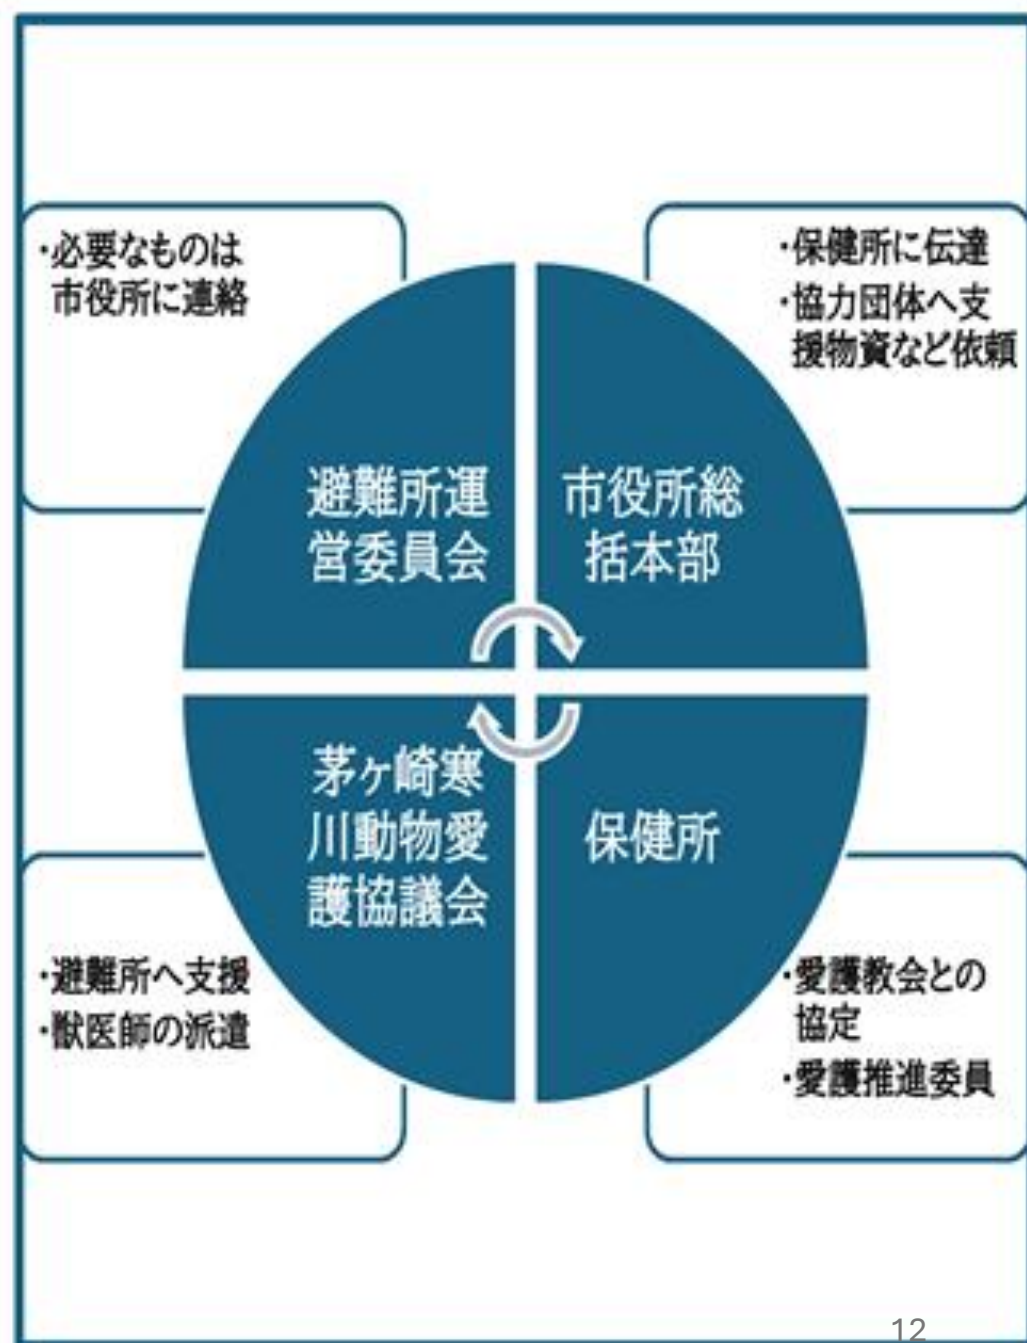 ・必要なものは
市役所に連絡
・保健所に伝達
・協力団体へ支
援物資など依頼
避難所運
営委員会
市役所総
括本部
茅ヶ崎寒
川動物愛
護協議会
保健所
・避難所へ支援
・獣医師の派遣
・愛護教会との
協定
・愛護推進委員
12